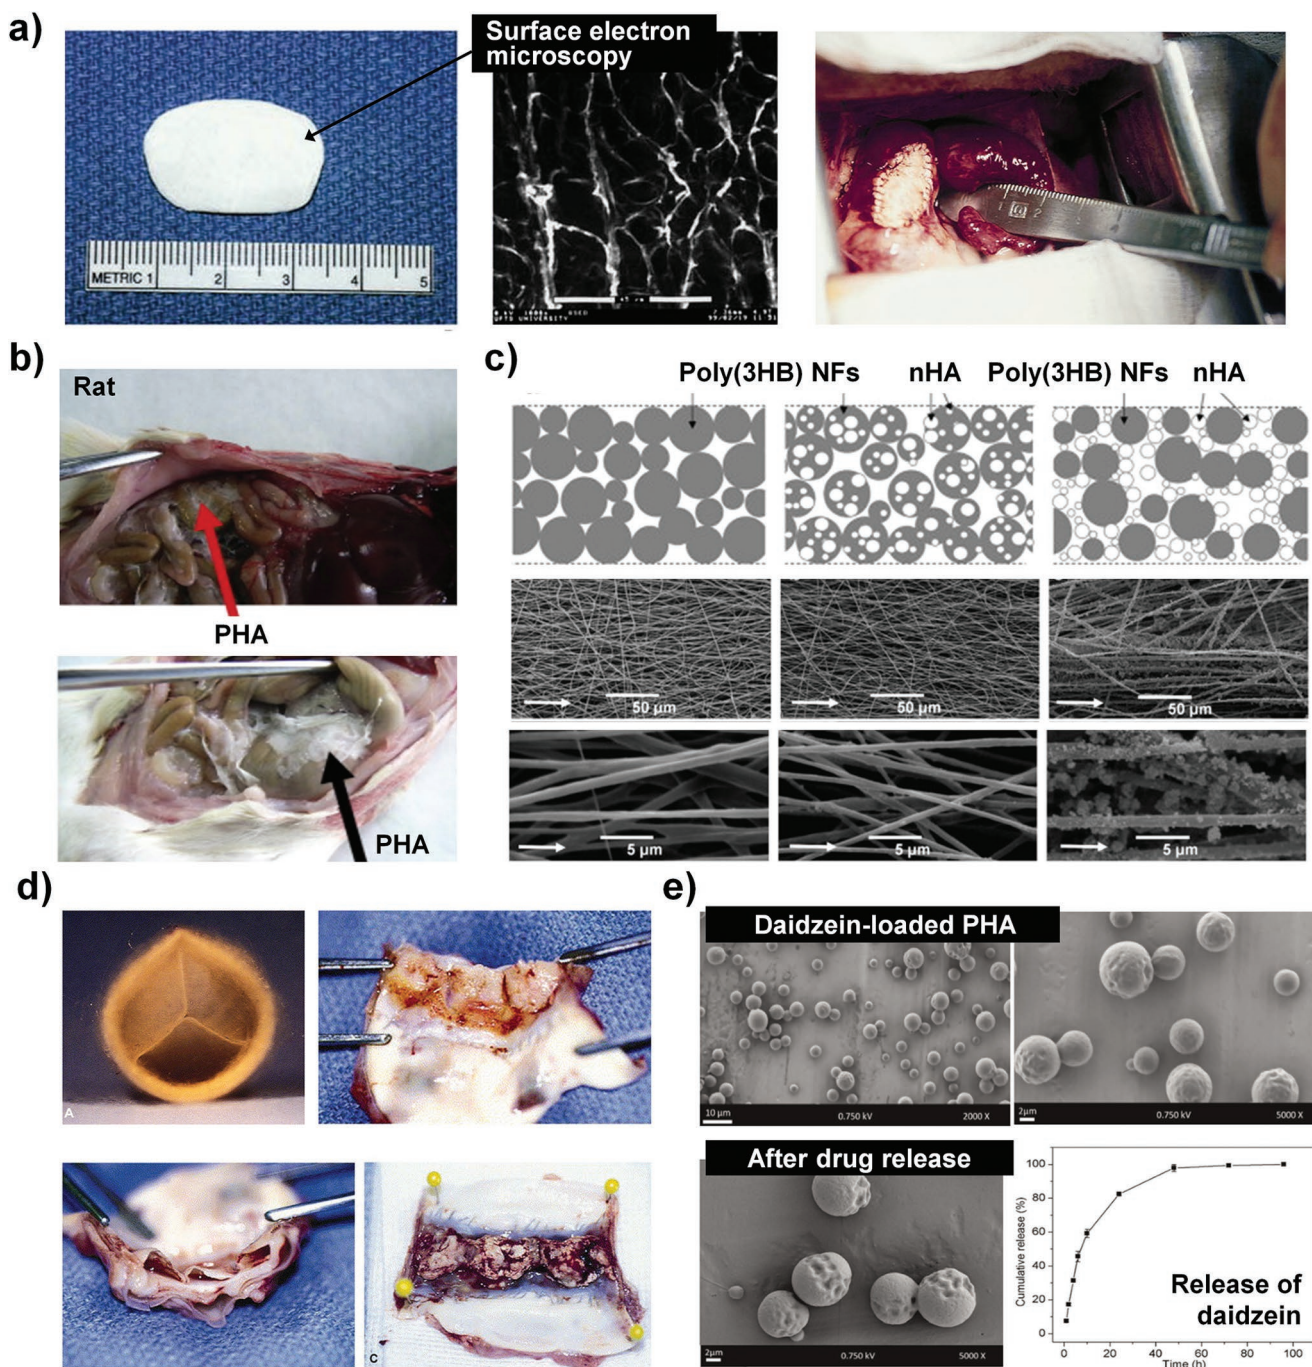 a)
Surface electron
microscopy
METRIC 1 2 3 4 5
UNIVERSITY
1 2
b)
Rat
PHA
PHA
c)
Poly(3HB) NFs nHA Poly(3HB) NFs nHA
50 µm 50 µm 50 µm
5 µm 5 µm 5 µm
d)
A
C
e)
Daidzein-loaded PHA
10 µm 0.750 kV 2000 X
2µm 0.750 kV 5000 X
After drug release
2µm 0.750 kV 5000 X
Cumulative release (%)
100
80
60
40
20
0
Release of
daidzein
0 20 40 60 80 100
Time (h)